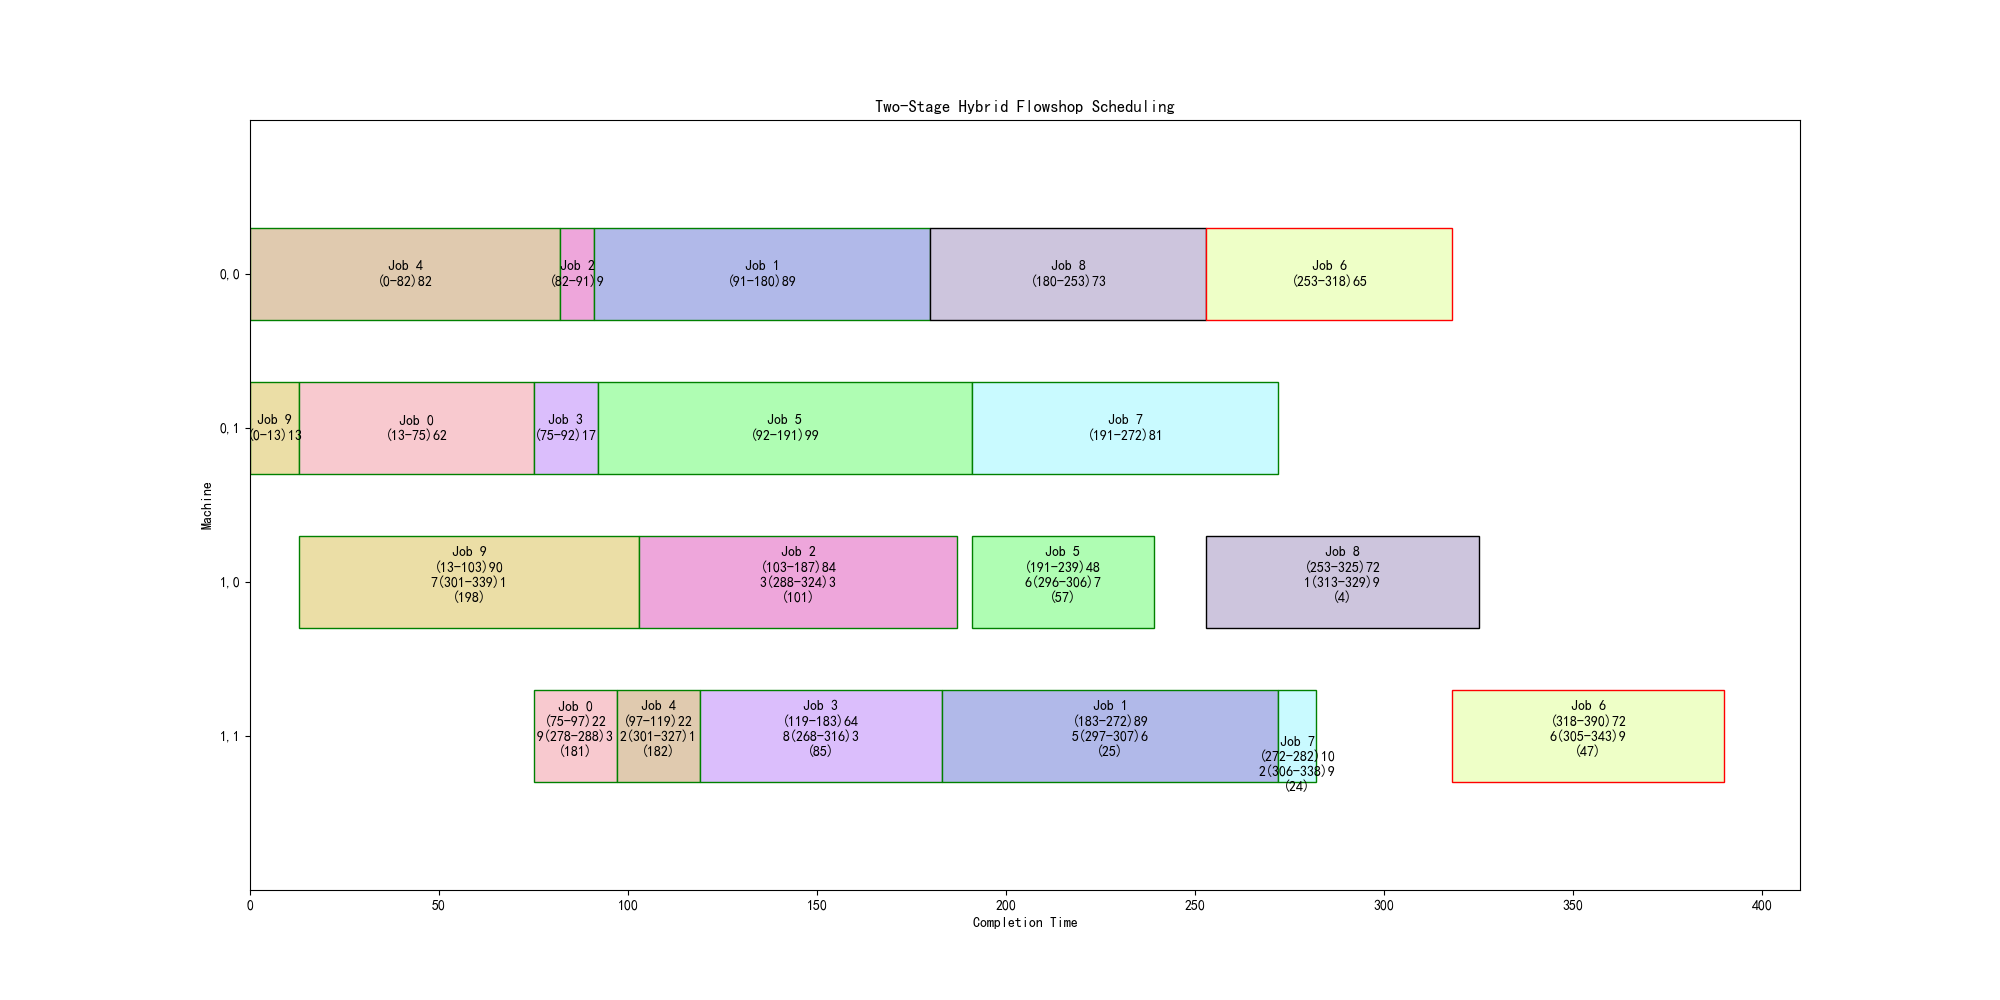 Two-Stage Hybrid Flowshop Scheduling
Machine
0,0
Job 4
(0-82)82
Job 2
(82-91)9
Job 1
(91-180)89
Job 8
(180-253)73
Job 6
(253-318)65
0,1
Job 9
(0-13)13
Job 0
(13-75)62
Job 3
(75-92)17
Job 5
(92-191)99
Job 7
(191-272)81
1,0
Job 9
(13-103)90
7(301-339)1
(198)
Job 2
(103-187)84
3(288-324)3
(101)
Job 5
(191-239)48
6(296-306)7
(57)
Job 8
(253-325)72
1(313-329)9
(4)
1,1
Job 0
(75-97)22
9(278-288)3
(181)
Job 4
(97-119)22
2(301-327)1
(182)
Job 3
(119-183)64
8(268-316)3
(85)
Job 1
(183-272)89
5(297-307)6
(25)
Job 7
(272-282)10
2(306-338)9
(24)
Job 6
(318-390)72
6(305-343)9
(47)
0 50 100 150 200 250 300 350 400
Completion Time